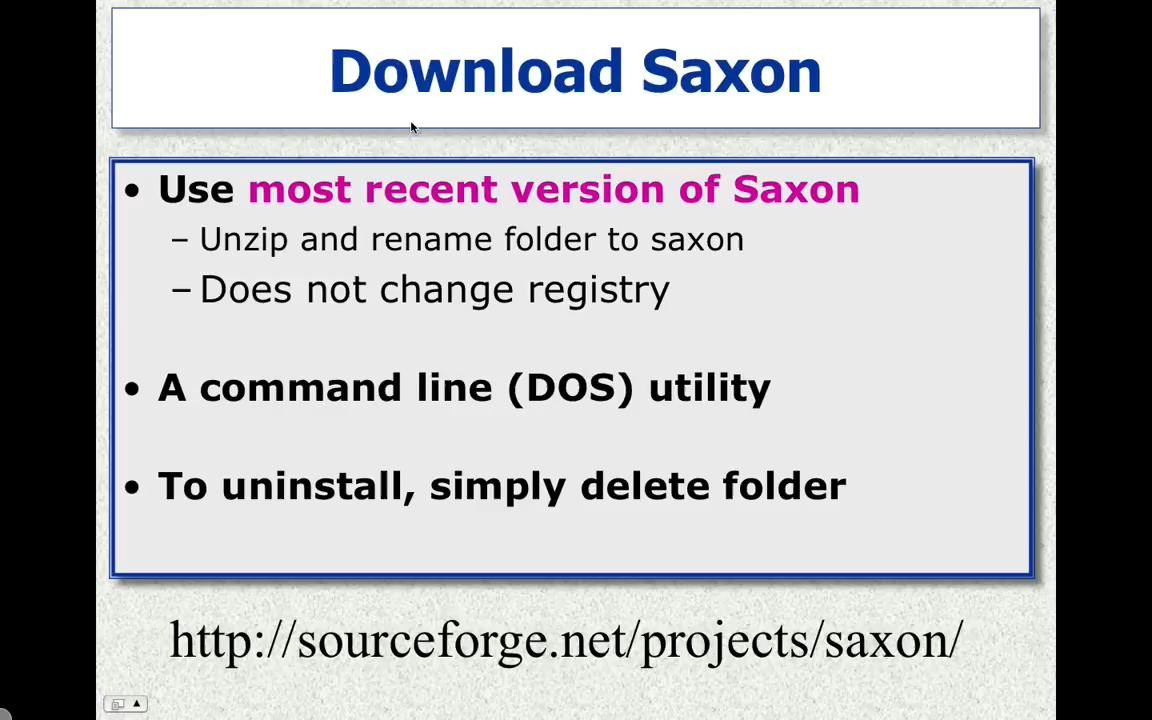 Download Saxon
• Use most recent version of Saxon
– Unzip and rename folder to saxon
– Does not change registry
• A command line (DOS) utility
• To uninstall, simply delete folder
http://sourceforge.net/projects/saxon/